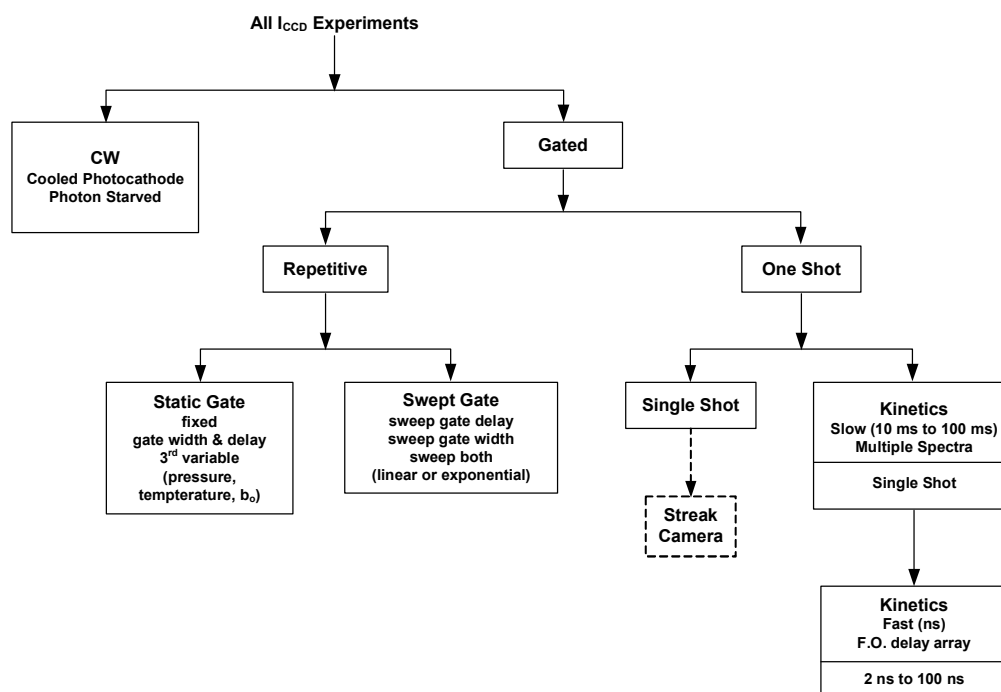 All I_CCD Experiments
CW
Cooled Photocathode
Photon Starved
Gated
Repetitive
One Shot
Static Gate
fixed
gate width & delay
3rd variable
(pressure,
tempterature, b_o)
Swept Gate
sweep gate delay
sweep gate width
sweep both
(linear or exponential)
Single Shot
Kinetics
Slow (10 ms to 100 ms)
Multiple Spectra
Single Shot
Streak
Camera
Kinetics
Fast (ns)
F.O. delay array
2 ns to 100 ns